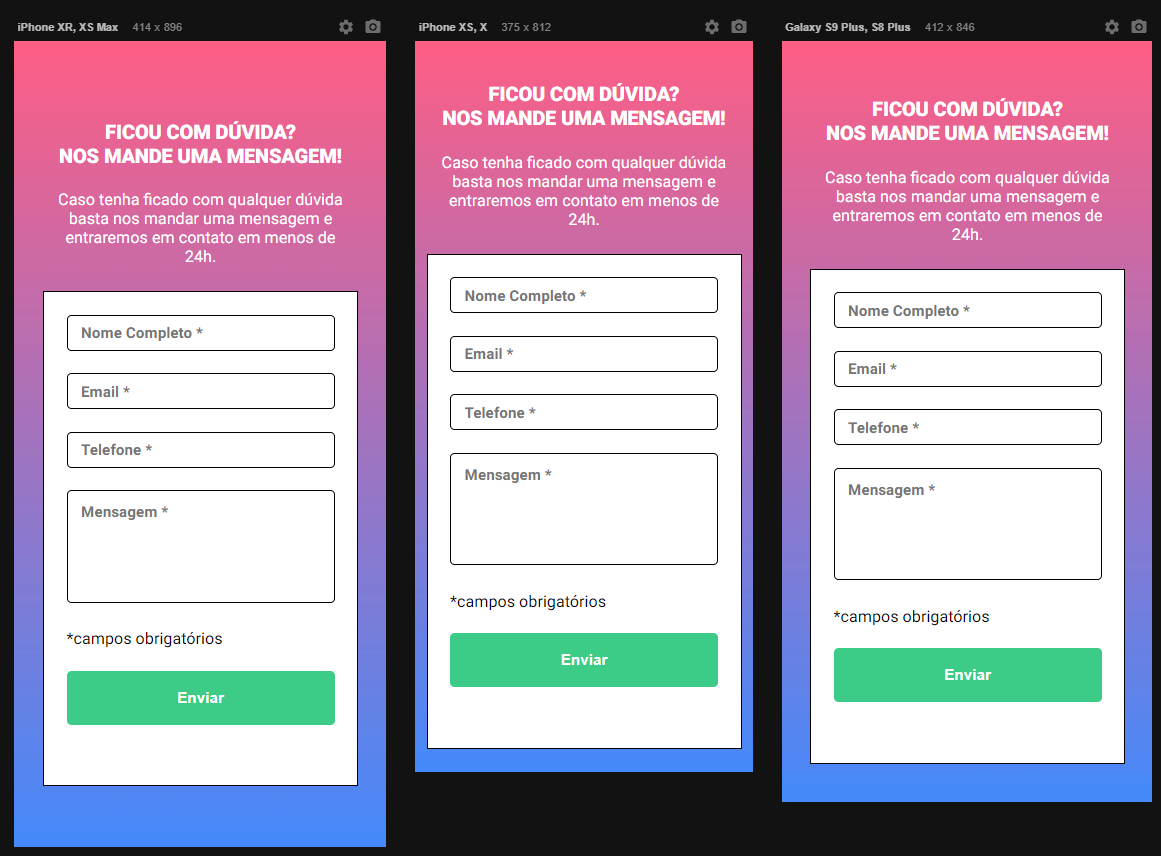 iPhone XR, XS Max 414 x 896
FICOU COM DÚVIDA?
NOS MANDE UMA MENSAGEM!
Caso tenha ficado com qualquer dúvida
basta nos mandar uma mensagem e
entraremos em contato em menos de
24h.
Nome Completo *
Email *
Telefone *
Mensagem *
*campos obrigatórios
Enviar
iPhone XS, X 375 x 812
FICOU COM DÚVIDA?
NOS MANDE UMA MENSAGEM!
Caso tenha ficado com qualquer dúvida
basta nos mandar uma mensagem e
entraremos em contato em menos de
24h.
Nome Completo *
Email *
Telefone *
Mensagem *
*campos obrigatórios
Enviar
Galaxy S9 Plus, S8 Plus 412 x 846
FICOU COM DÚVIDA?
NOS MANDE UMA MENSAGEM!
Caso tenha ficado com qualquer dúvida
basta nos mandar uma mensagem e
entraremos em contato em menos de
24h.
Nome Completo *
Email *
Telefone *
Mensagem *
*campos obrigatórios
Enviar